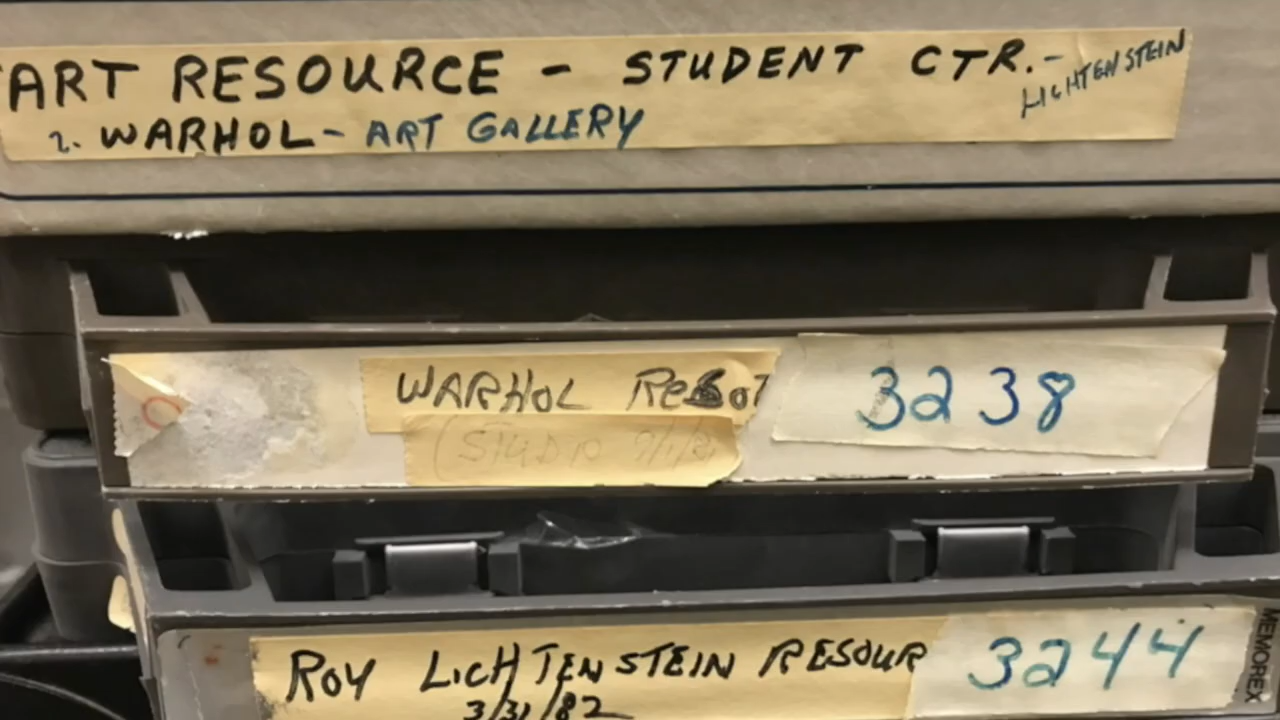 ART RESOURCE - STUDENT CTR. - LICHTENSTEIN
2. WARHOL - ART GALLERY
WARHOL 3238
(STUDIO
ROY LICHTENSTEIN RESOUR 3244
3/31/82
MEMOREX